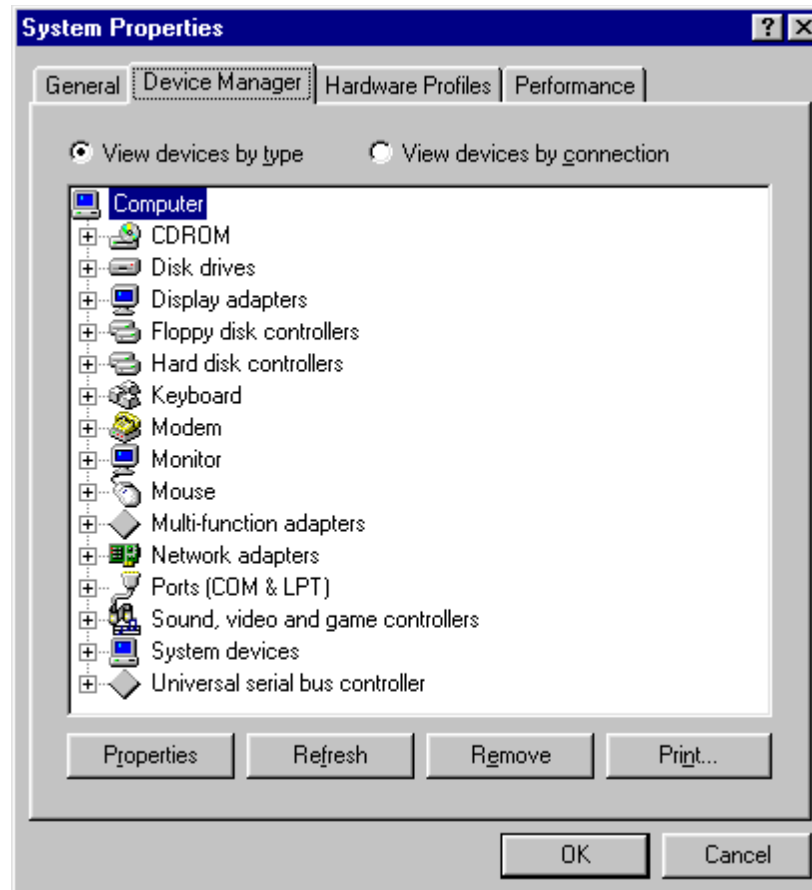 System Properties
General Device Manager Hardware Profiles Performance
View devices by type View devices by connection
Computer
CDROM
Disk drives
Display adapters
Floppy disk controllers
Hard disk controllers
Keyboard
Modem
Monitor
Mouse
Multi-function adapters
Network adapters
Ports (COM & LPT)
Sound, video and game controllers
System devices
Universal serial bus controller
Properties Refresh Remove Print...
OK Cancel